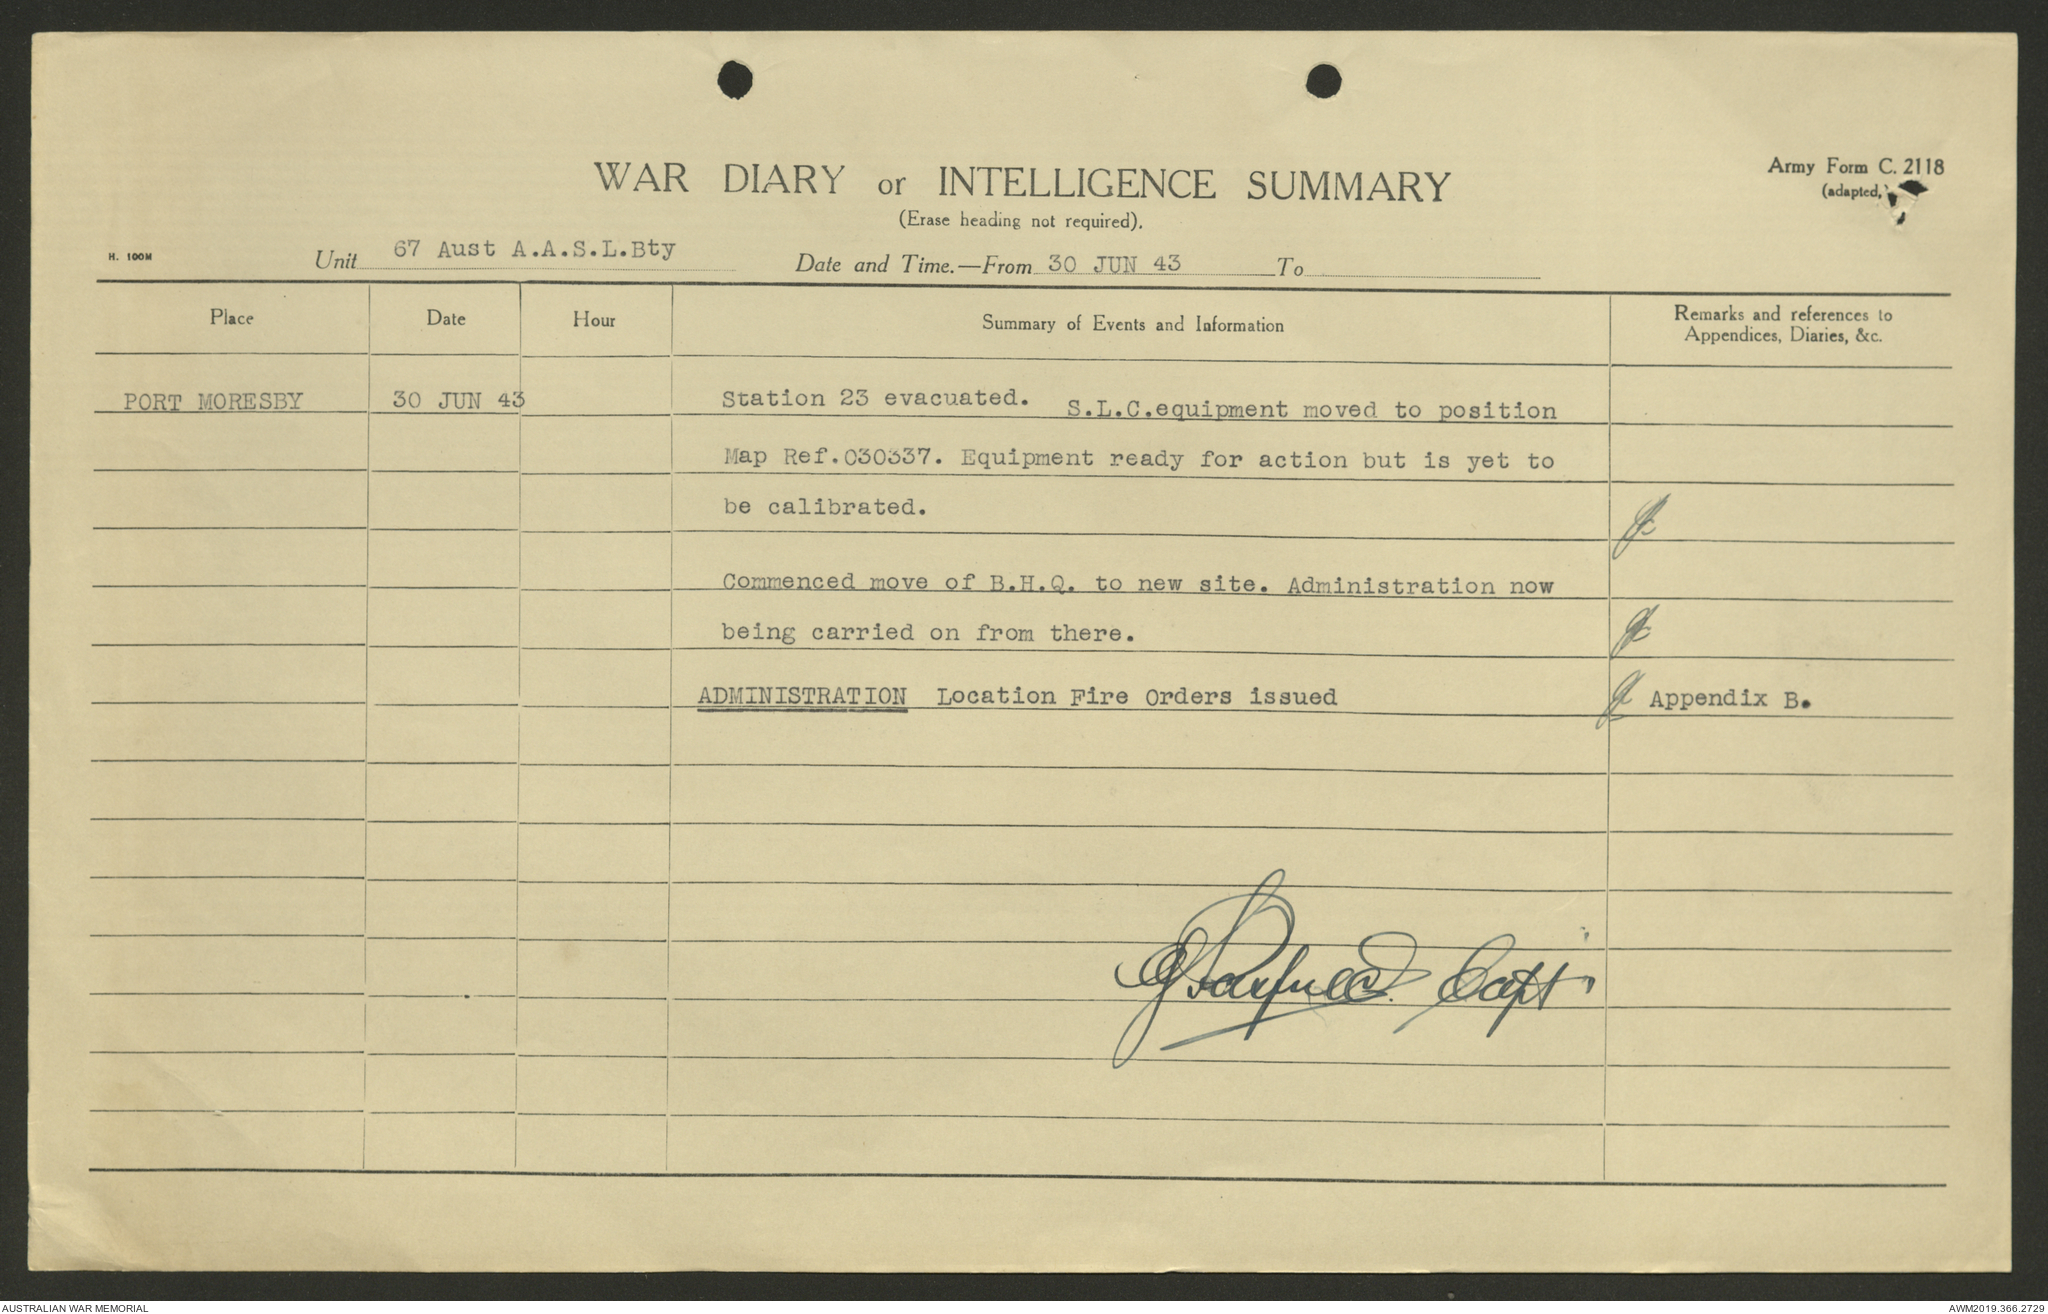 WAR DIARY or INTELLIGENCE SUMMARY
(Erase heading not required).
Army Form C. 2118
(adapted,)
H. 100M
Unit 67 Aust A.A.S.L.Bty
Date and Time.—From 30 JUN 43 To
Place
Date
Hour
Summary of Events and Information
Remarks and references to
Appendices, Diaries, &c.
PORT MORESBY
30 JUN 43
Station 23 evacuated. S.L.C.equipment moved to position
Map Ref.030337. Equipment ready for action but is yet to
be calibrated.
Commenced move of B.H.Q. to new site. Administration now
being carried on from there.
ADMINISTRATION Location Fire Orders issued
Appendix B.
Capt
AUSTRALIAN WAR MEMORIAL
AWM2019.366.2729